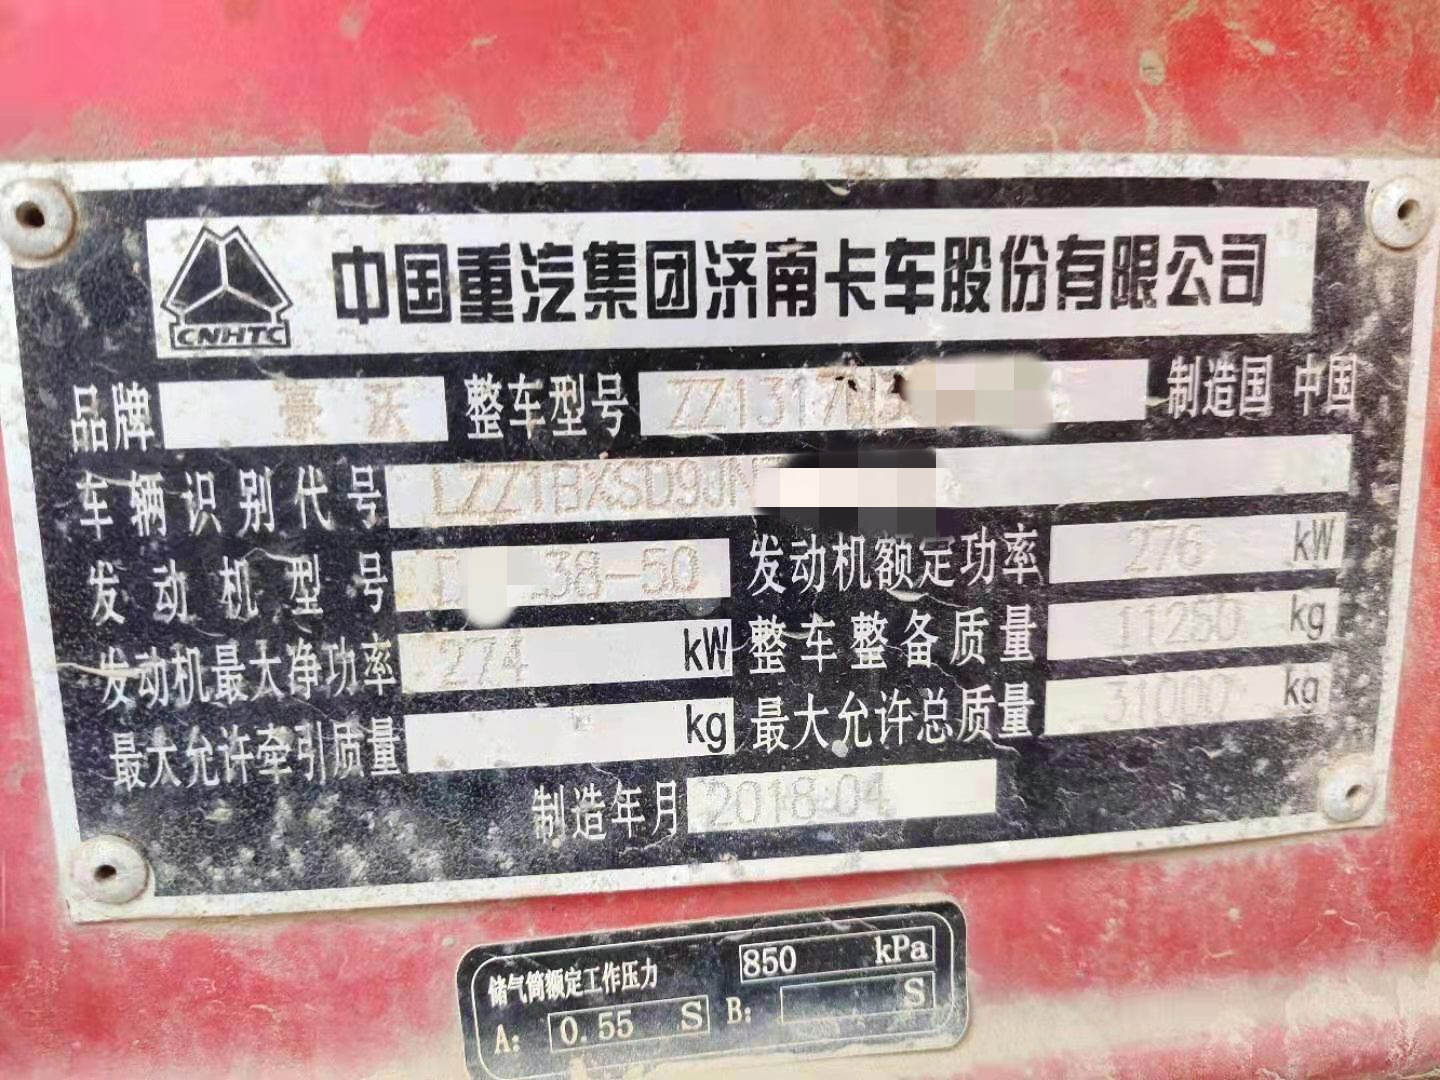 CNHTC 中国重汽集团济南卡车股份有限公司
品牌 豪沃 整车型号 ZZ1317N 制造国 中国
车辆识别代号 LZZ1BXSD9JN
发动机型号 38-50 发动机额定功率 276 kW
发动机最大净功率 274 kW 整车整备质量 11250 kg
最大允许牵引质量 kg 最大允许总质量 31000 kg
制造年月 2018.04
储气筒额定工作压力 850 kPa
A: 0.55 S B: S